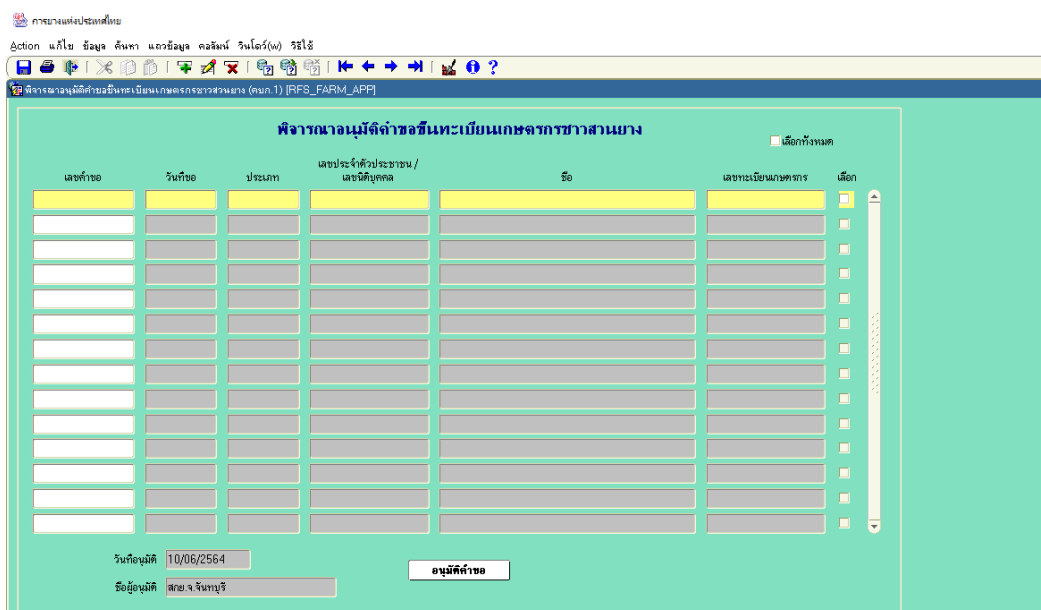 การยางแห่งประเทศไทย
Action แก้ไข ข้อมูล ค้นหา แถวข้อมูล คอลัมน์ วินโดว์(w) วิธีใช้
พิจารณาอนุมัติคำขอขึ้นทะเบียนเกษตรกรชาวสวนยาง (คบก.1) [RFS_FARM_APP]
พิจารณาอนุมัติคำขอขึ้นทะเบียนเกษตรกรชาวสวนยาง
เลือกทั้งหมด
เลขคำขอ วันที่ขอ ประเภท เลขประจำตัวประชาชน / เลขนิติบุคคล ชื่อ เลขทะเบียนเกษตรกร เลือก
วันที่อนุมัติ 10/06/2564
อนุมัติคำขอ
ชื่อผู้อนุมัติ สกย.จ.จันทบุรี